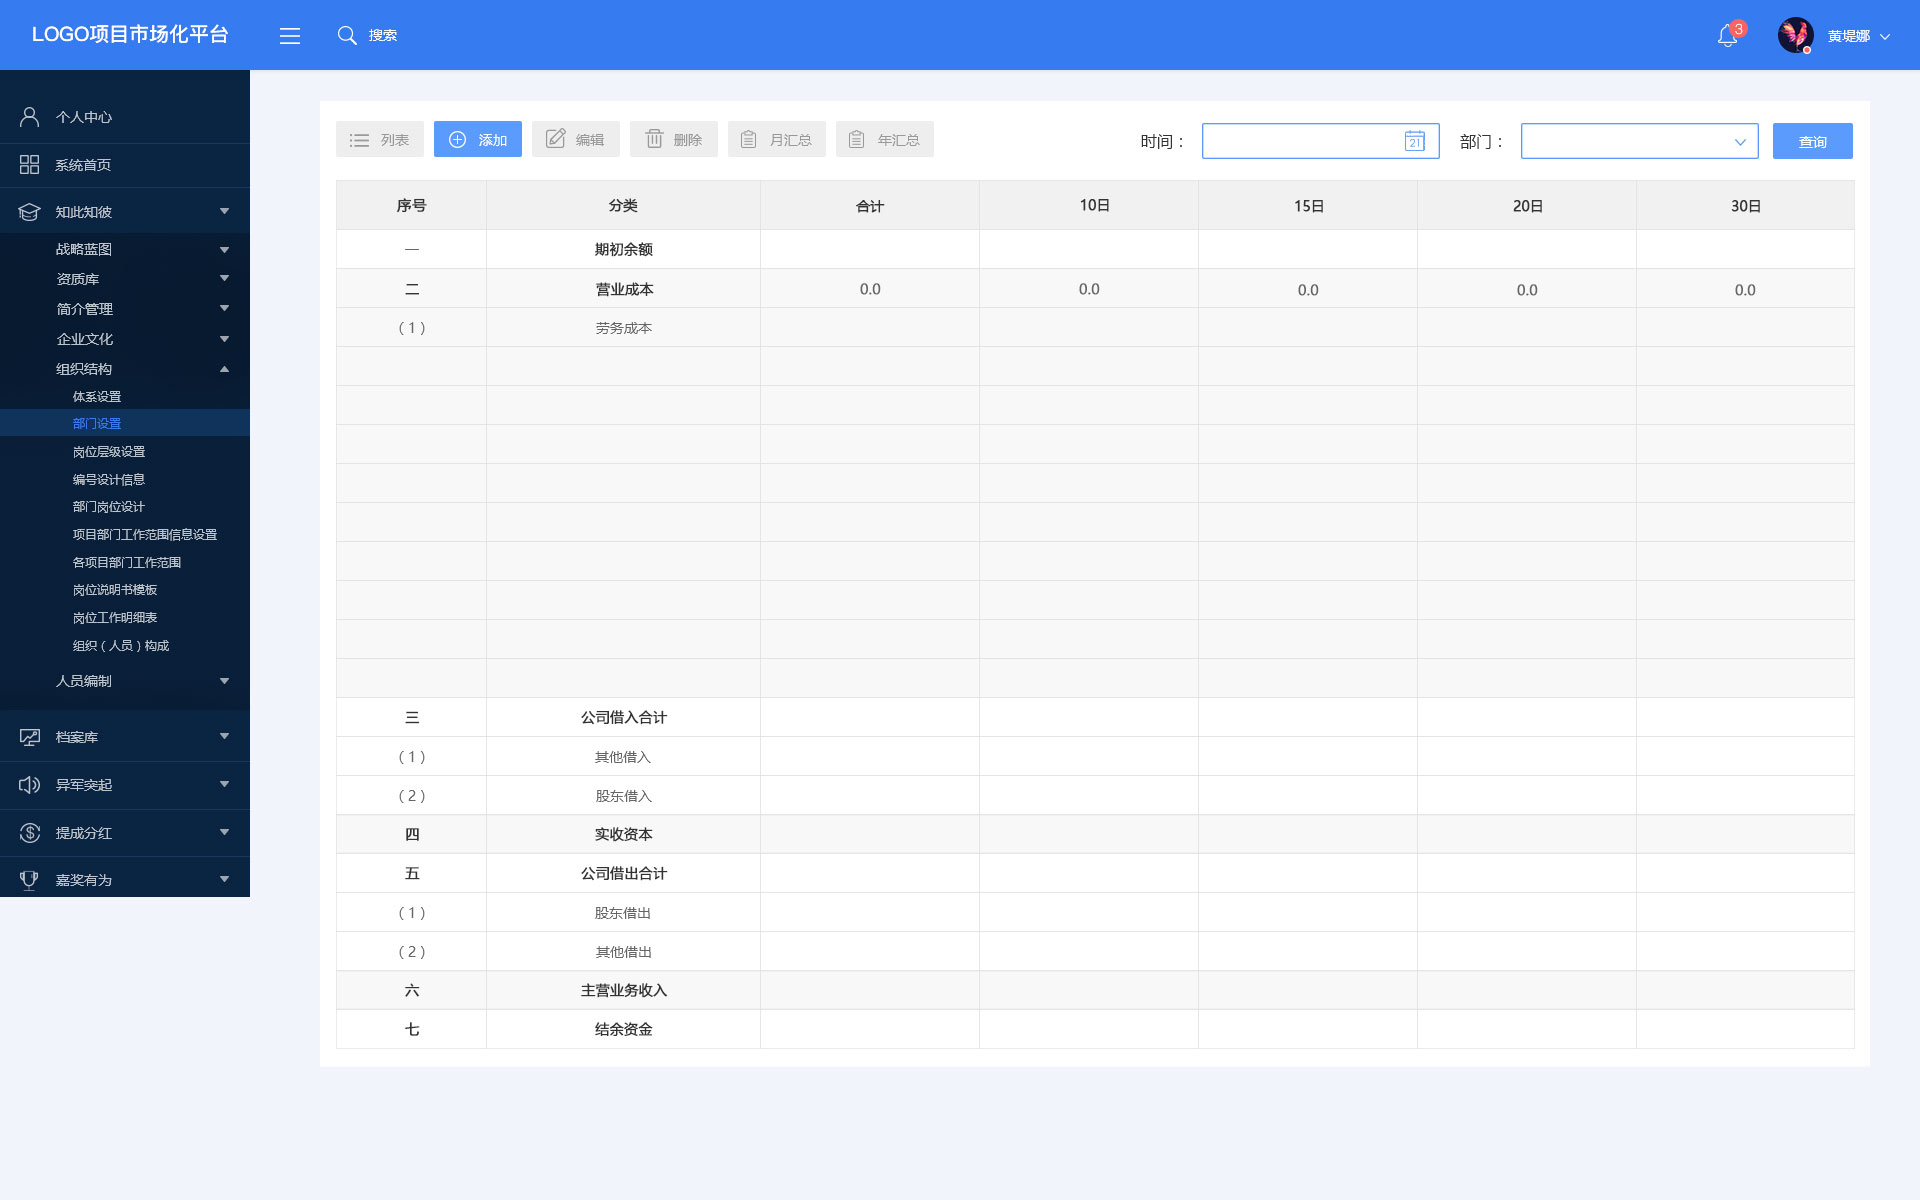 LOGO项目市场化平台 搜索 3 黄堤娜
个人中心
系统首页
知此知彼
战略蓝图
资质库
简介管理
企业文化
组织结构
体系设置
部门设置
岗位层级设置
编号设计信息
部门岗位设计
项目部门工作范围信息设置
各项目部门工作范围
岗位说明书模板
岗位工作明细表
组织（人员）构成
人员编制
档案库
异军突起
提成分红
嘉奖有为
列表 添加 编辑 删除 月汇总 年汇总 时间： 21 部门： 查询
序号 分类 合计 10日 15日 20日 30日
一 期初余额
二 营业成本 0.0 0.0 0.0 0.0 0.0
（1） 劳务成本
三 公司借入合计
（1） 其他借入
（2） 股东借入
四 实收资本
五 公司借出合计
（1） 股东借出
（2） 其他借出
六 主营业务收入
七 结余资金